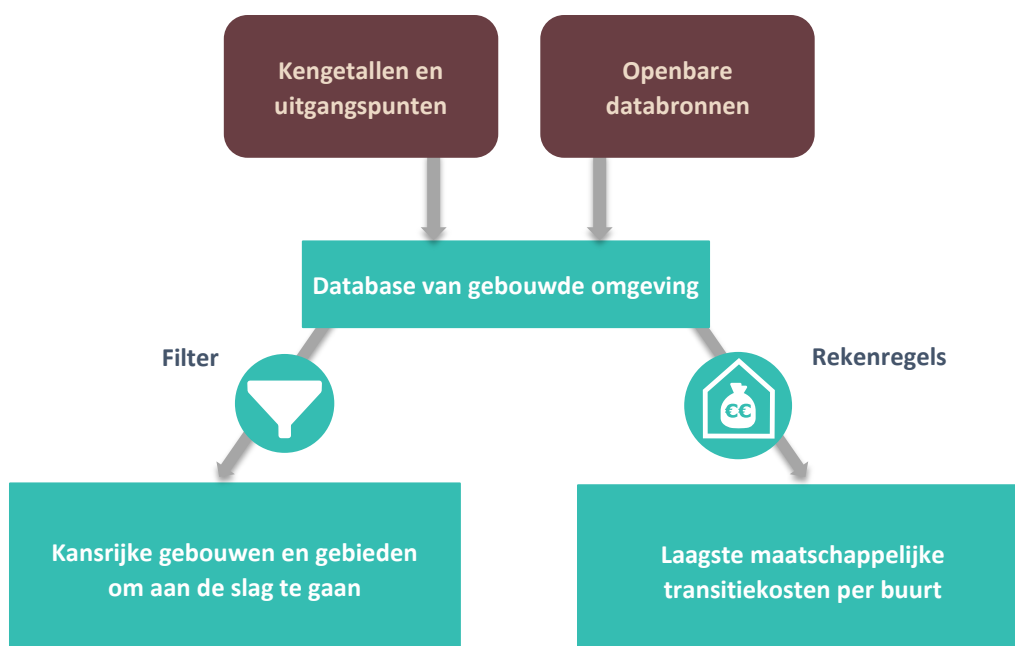 Kengetallen en
uitgangspunten
Openbare
databronnen
Database van gebouwde omgeving
Filter
Rekenregels
€€
Kansrijke gebouwen en gebieden
om aan de slag te gaan
Laagste maatschappelijke
transitiekosten per buurt